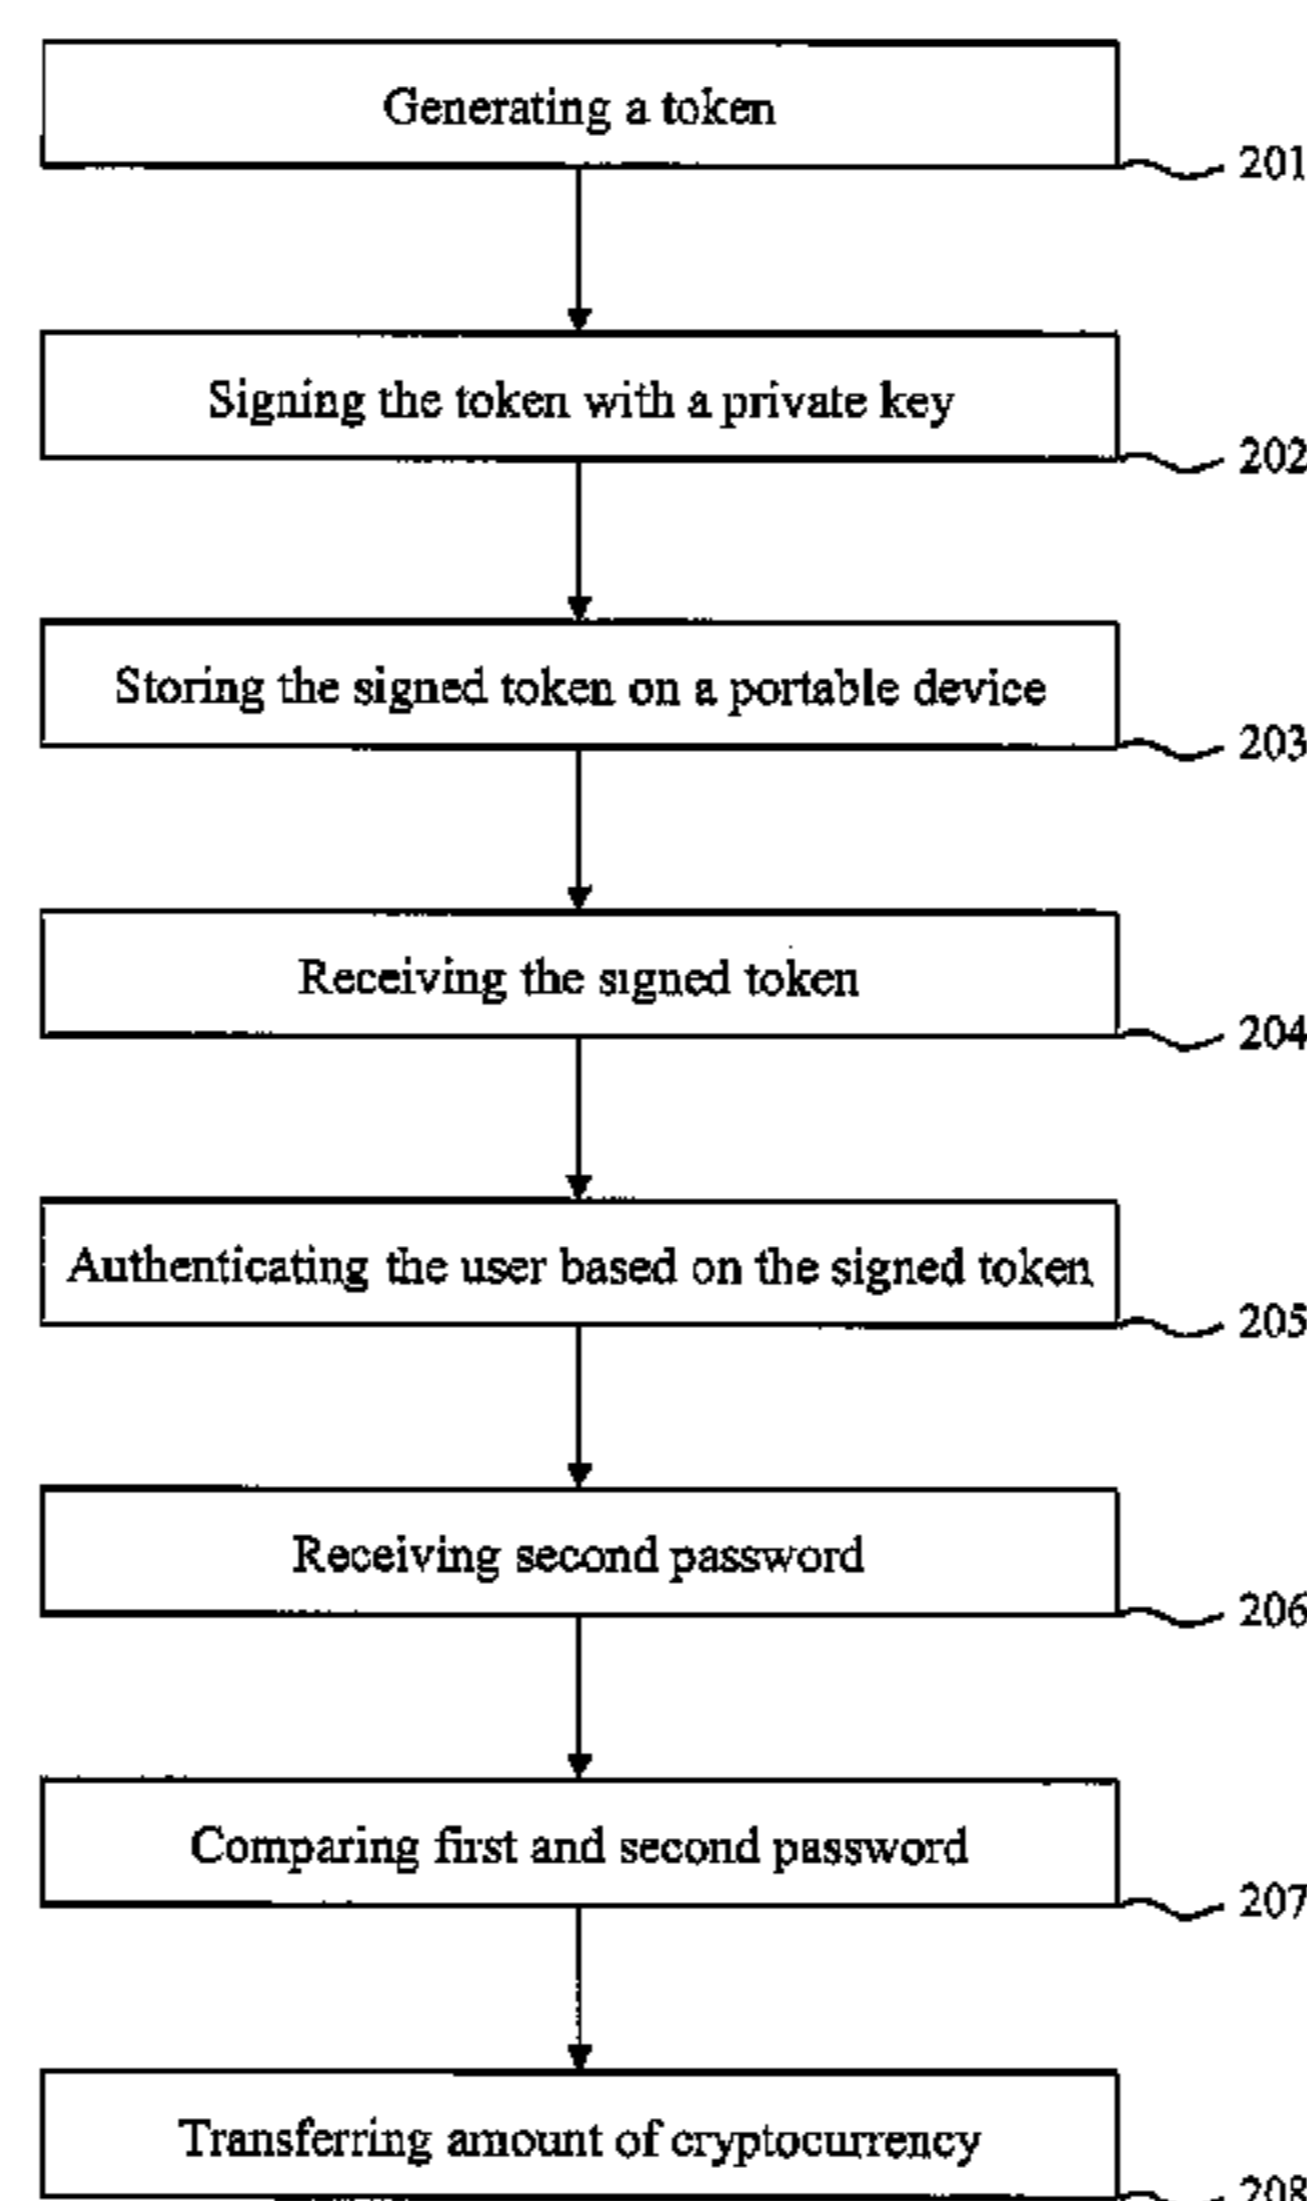 Generating a token
201
Signing the token with a private key
202
Storing the signed token on a portable device
203
Receiving the signed token
204
Authenticating the user based on the signed token
205
Receiving second password
206
Comparing first and second password
207
Transferring amount of cryptocurrency
208